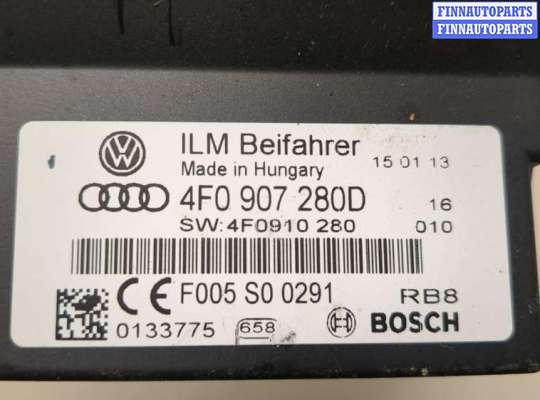 FINNAUTOPARTS
FINNAUTOPARTS
ILM Beifahrer
Made in Hungary
15 01 13
4F0 907 280D
16
SW:4F0910 280
010
F005 S0 0291
RB8
0133775
658
BOSCH